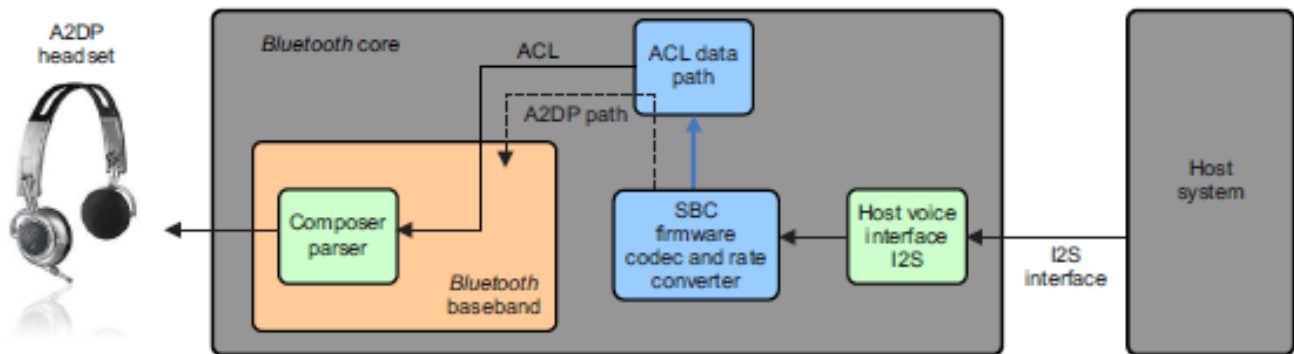 A2DP
headset
Bluetooth core
ACL
ACL data
path
A2DP path
Composer
parser
Bluetooth
baseband
SBC
firmware
codec and rate
converter
Host voice
interface
I2S
I2S
interface
Host
system